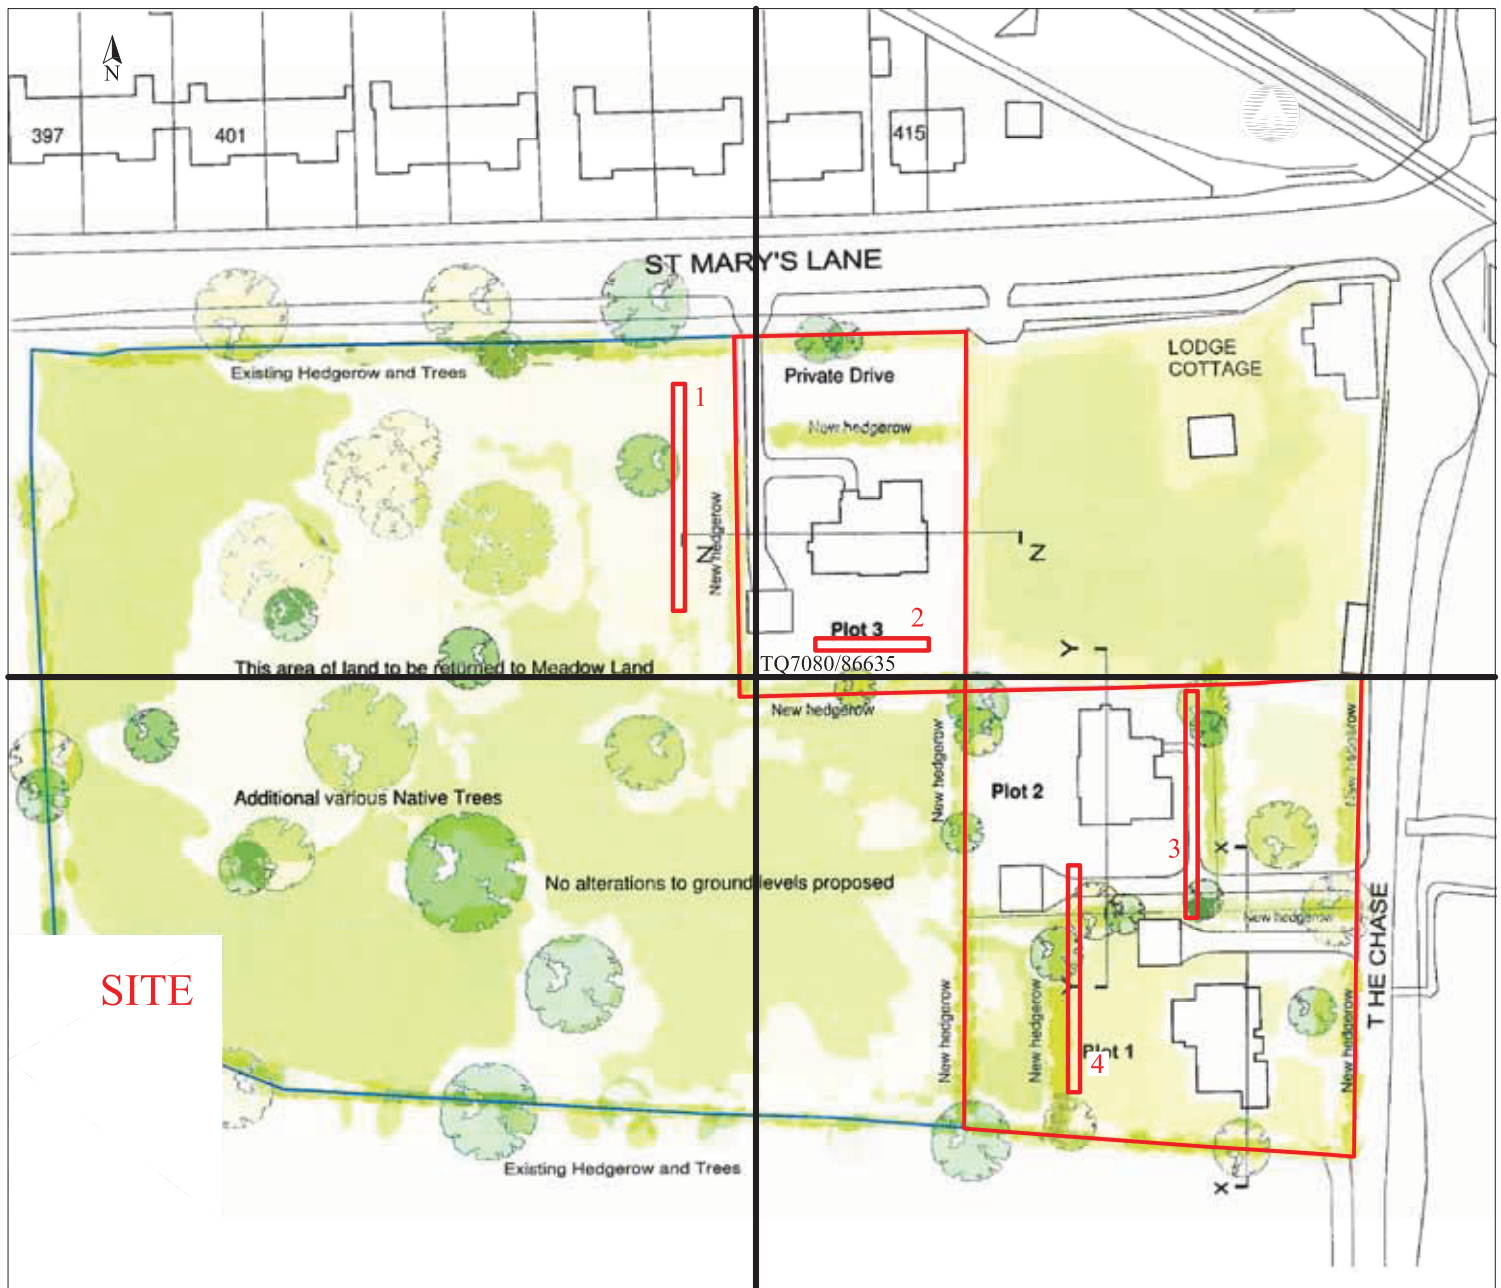 N
397
401
415
ST MARY'S LANE
LODGE
COTTAGE
Existing Hedgerow and Trees
1
Private Drive
New hedgerow
New hedgerow
Z
Z
2
Plot 3
TQ7080/86635
Y
This area of land to be returned to Meadow Land
New hedgerow
New hedgerow
New hedgerow
Plot 2
Additional various Native Trees
3
X
No alterations to ground levels proposed
New hedgerow
THE CHASE
SITE
Y
New hedgerow
New hedgerow
New hedgerow
Plot 1
4
Existing Hedgerow and Trees
X